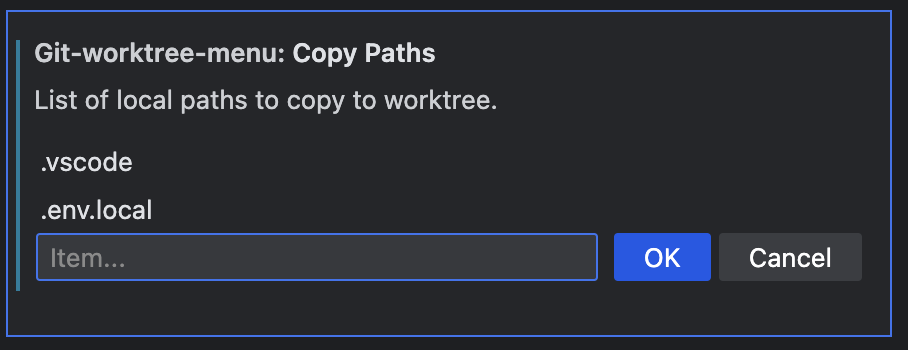 Git-worktree-menu: Copy Paths
List of local paths to copy to worktree.
.vscode
.env.local
Item...
OK
Cancel